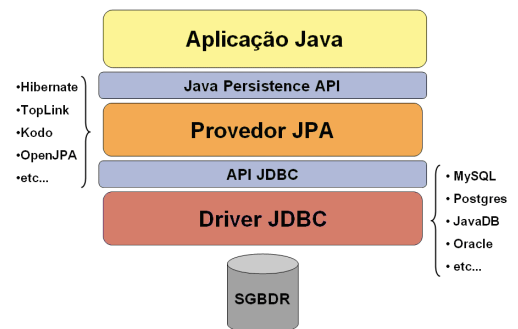 Aplicação Java
Java Persistence API
•Hibernate
•TopLink
•Kodo
•OpenJPA
•etc...
Provedor JPA
API JDBC
Driver JDBC
• MySQL
• Postgres
• JavaDB
• Oracle
• etc...
SGBDR